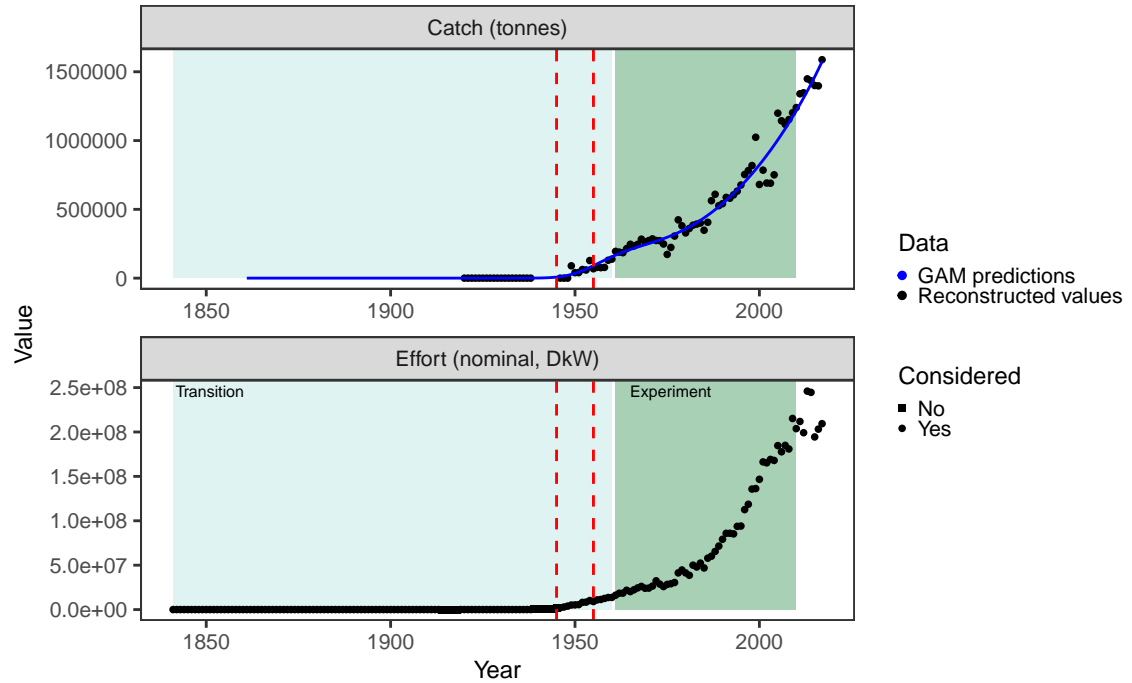 Catch (tonnes)
1500000
1000000
500000
0
1850
1900
1950
2000
Value
Effort (nominal, DkW)
Transition
Experiment
2.5e+08
2.0e+08
1.5e+08
1.0e+08
5.0e+07
0.0e+00
1850
1900
1950
2000
Year
Data
GAM predictions
Reconstructed values
Considered
No
Yes